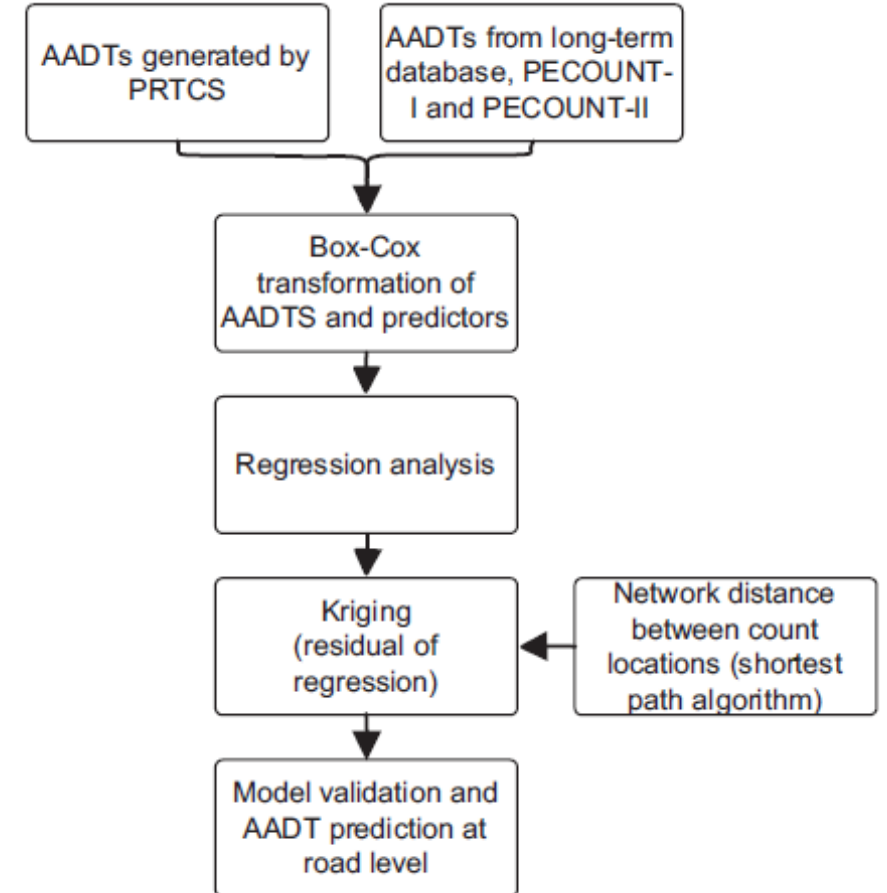 AADTs generated by
PRTCS
AADTs from long-term
database, PECOUNT-
I and PECOUNT-II
Box-Cox
transformation of
AADTS and predictors
Regression analysis
Kriging
(residual of
regression)
Network distance
between count
locations (shortest
path algorithm)
Model validation and
AADT prediction at
road level